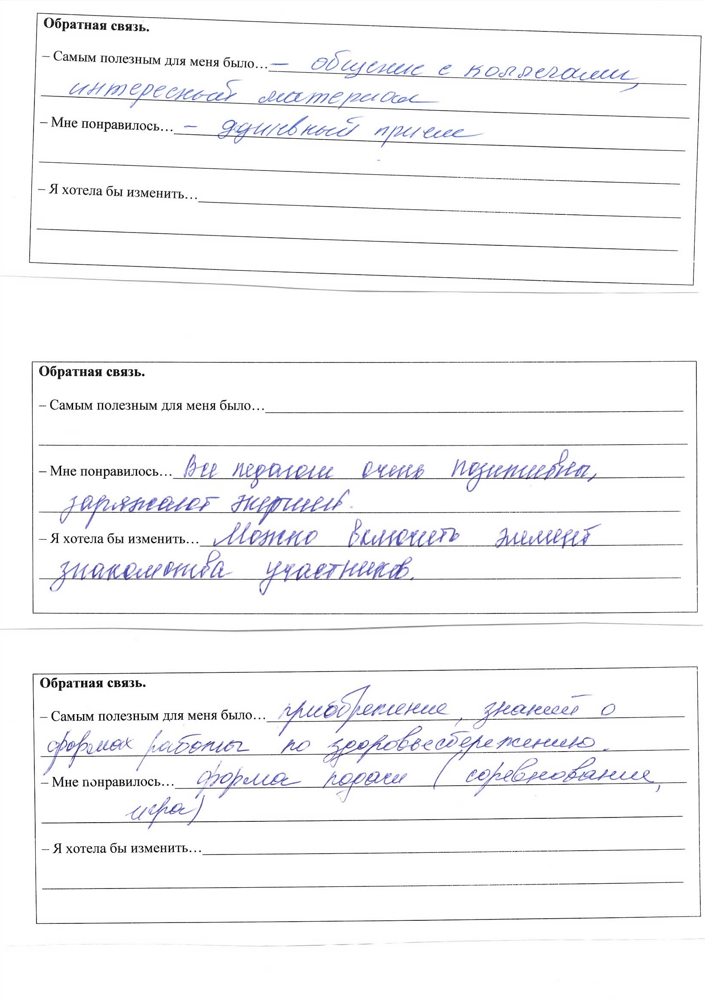 Обратная связь.
– Самым полезным для меня было… – общение с коллегами,
интересный материал
– Мне понравилось… – душевный прием
– Я хотела бы изменить…
Обратная связь.
– Самым полезным для меня было…
– Мне понравилось… Все педагоги очень позитивны,
заряжают энергией.
– Я хотела бы изменить… Можно включить элемент
знакомства участников.
Обратная связь.
– Самым полезным для меня было… приобретение, знаний о
формах работы по здоровьесбережению.
– Мне понравилось… форма подачи (соревнование,
игра)
– Я хотела бы изменить…